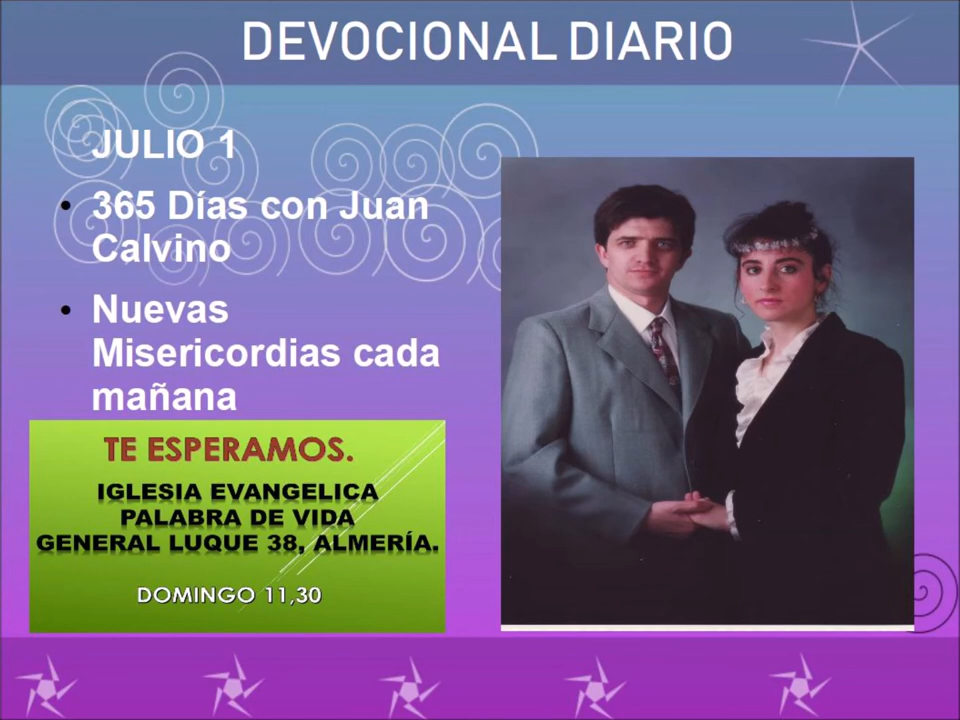 DEVOCIONAL DIARIO
JULIO 1
• 365 Días con Juan
Calvino
• Nuevas
Misericordias cada
mañana
TE ESPERAMOS.
IGLESIA EVANGELICA
PALABRA DE VIDA
GENERAL LUQUE 38, ALMERÍA.
DOMINGO 11,30